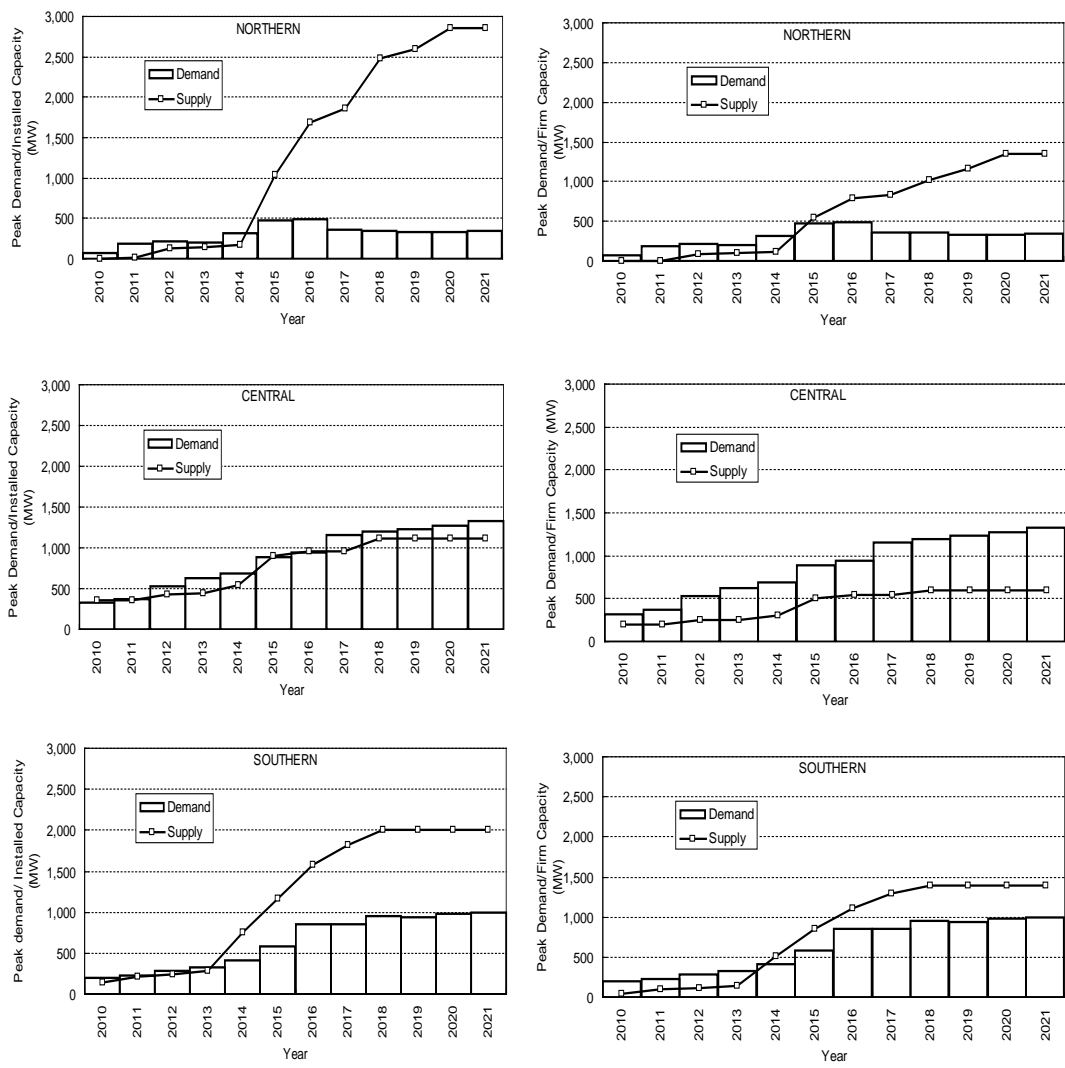 NORTHERN
Peak Demand/Installed Capacity
(MW)
3,000
2,500
2,000
1,500
1,000
500
0
Demand
Supply
2010 2011 2012 2013 2014 2015 2016 2017 2018 2019 2020 2021
Year
NORTHERN
Peak Demand/Firm Capacity
(MW)
3,000
2,500
2,000
1,500
1,000
500
0
Demand
Supply
2010 2011 2012 2013 2014 2015 2016 2017 2018 2019 2020 2021
Year
CENTRAL
Peak Demand/Installed Capacity
(MW)
3,000
2,500
2,000
1,500
1,000
500
0
Demand
Supply
2010 2011 2012 2013 2014 2015 2016 2017 2018 2019 2020 2021
Year
CENTRAL
Peak Demand/Firm Capacity (MW)
3,000
2,500
2,000
1,500
1,000
500
0
Demand
Supply
2010 2011 2012 2013 2014 2015 2016 2017 2018 2019 2020 2021
Year
SOUTHERN
Peak demand/ Installed Capacity
(MW)
3,000
2,500
2,000
1,500
1,000
500
0
Demand
Supply
2010 2011 2012 2013 2014 2015 2016 2017 2018 2019 2020 2021
Year
SOUTHERN
Peak Demand/Firm Capacity
(MW)
3,000
2,500
2,000
1,500
1,000
500
0
Demand
Supply
2010 2011 2012 2013 2014 2015 2016 2017 2018 2019 2020 2021
Year